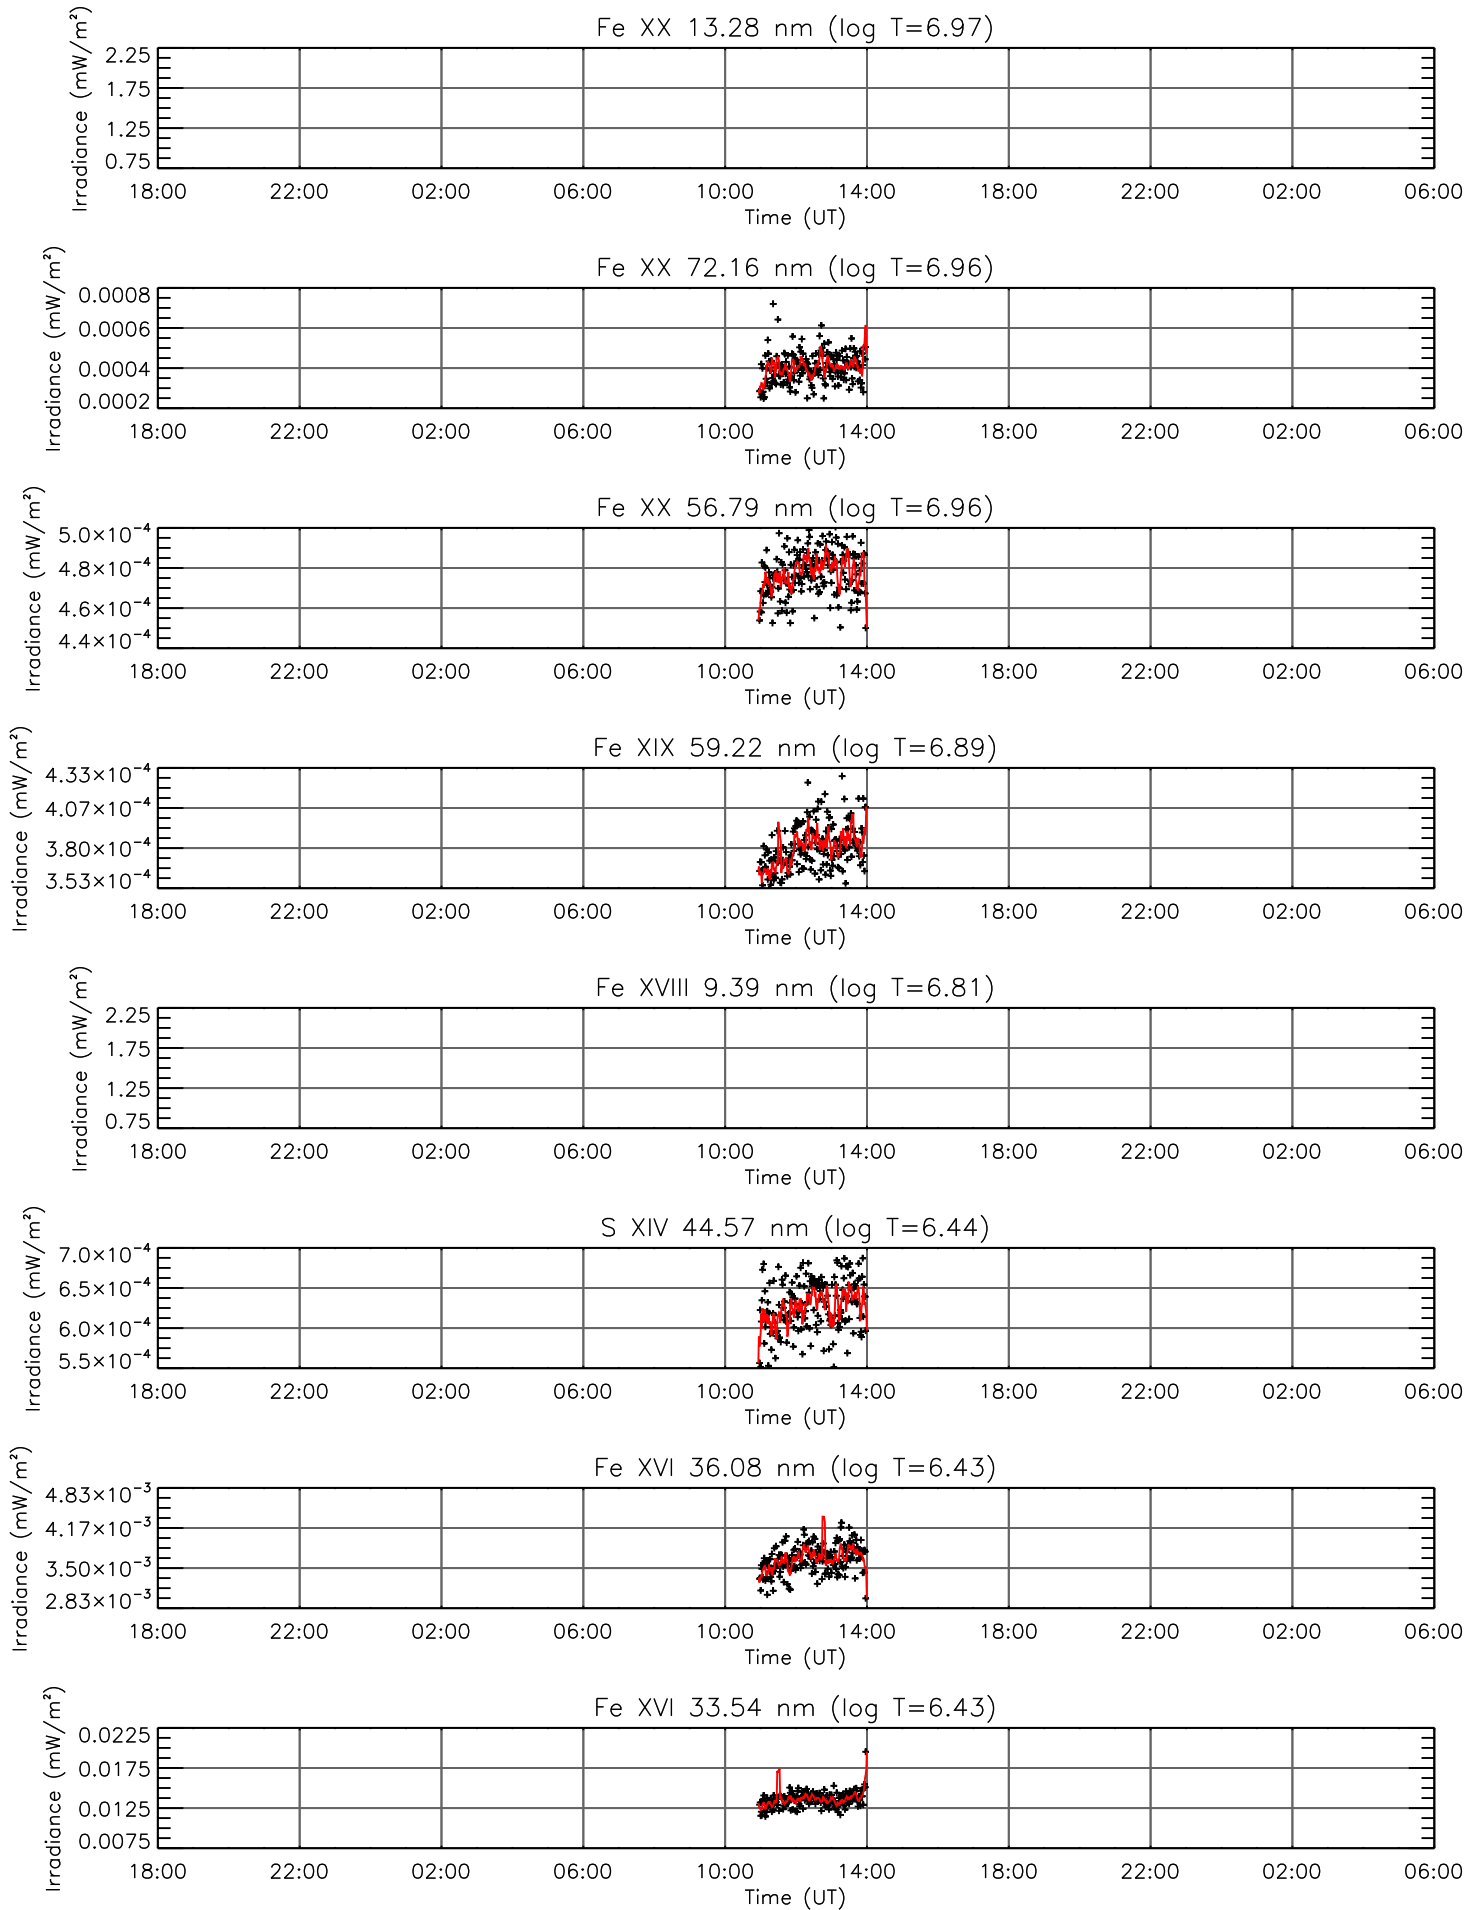 Fe XX 13.28 nm (log T=6.97)
Irradiance (mW/m²)
2.25
1.75
1.25
0.75
18:00 22:00 02:00 06:00 10:00 14:00 18:00 22:00 02:00 06:00
Time (UT)
Fe XX 72.16 nm (log T=6.96)
Irradiance (mW/m²)
0.0008
0.0006
0.0004
0.0002
18:00 22:00 02:00 06:00 10:00 14:00 18:00 22:00 02:00 06:00
Time (UT)
Fe XX 56.79 nm (log T=6.96)
Irradiance (mW/m²)
5.0×10⁻⁴
4.8×10⁻⁴
4.6×10⁻⁴
4.4×10⁻⁴
18:00 22:00 02:00 06:00 10:00 14:00 18:00 22:00 02:00 06:00
Time (UT)
Fe XIX 59.22 nm (log T=6.89)
Irradiance (mW/m²)
4.33×10⁻⁴
4.07×10⁻⁴
3.80×10⁻⁴
3.53×10⁻⁴
18:00 22:00 02:00 06:00 10:00 14:00 18:00 22:00 02:00 06:00
Time (UT)
Fe XVIII 9.39 nm (log T=6.81)
Irradiance (mW/m²)
2.25
1.75
1.25
0.75
18:00 22:00 02:00 06:00 10:00 14:00 18:00 22:00 02:00 06:00
Time (UT)
S XIV 44.57 nm (log T=6.44)
Irradiance (mW/m²)
7.0×10⁻⁴
6.5×10⁻⁴
6.0×10⁻⁴
5.5×10⁻⁴
18:00 22:00 02:00 06:00 10:00 14:00 18:00 22:00 02:00 06:00
Time (UT)
Fe XVI 36.08 nm (log T=6.43)
Irradiance (mW/m²)
4.83×10⁻³
4.17×10⁻³
3.50×10⁻³
2.83×10⁻³
18:00 22:00 02:00 06:00 10:00 14:00 18:00 22:00 02:00 06:00
Time (UT)
Fe XVI 33.54 nm (log T=6.43)
Irradiance (mW/m²)
0.0225
0.0175
0.0125
0.0075
18:00 22:00 02:00 06:00 10:00 14:00 18:00 22:00 02:00 06:00
Time (UT)